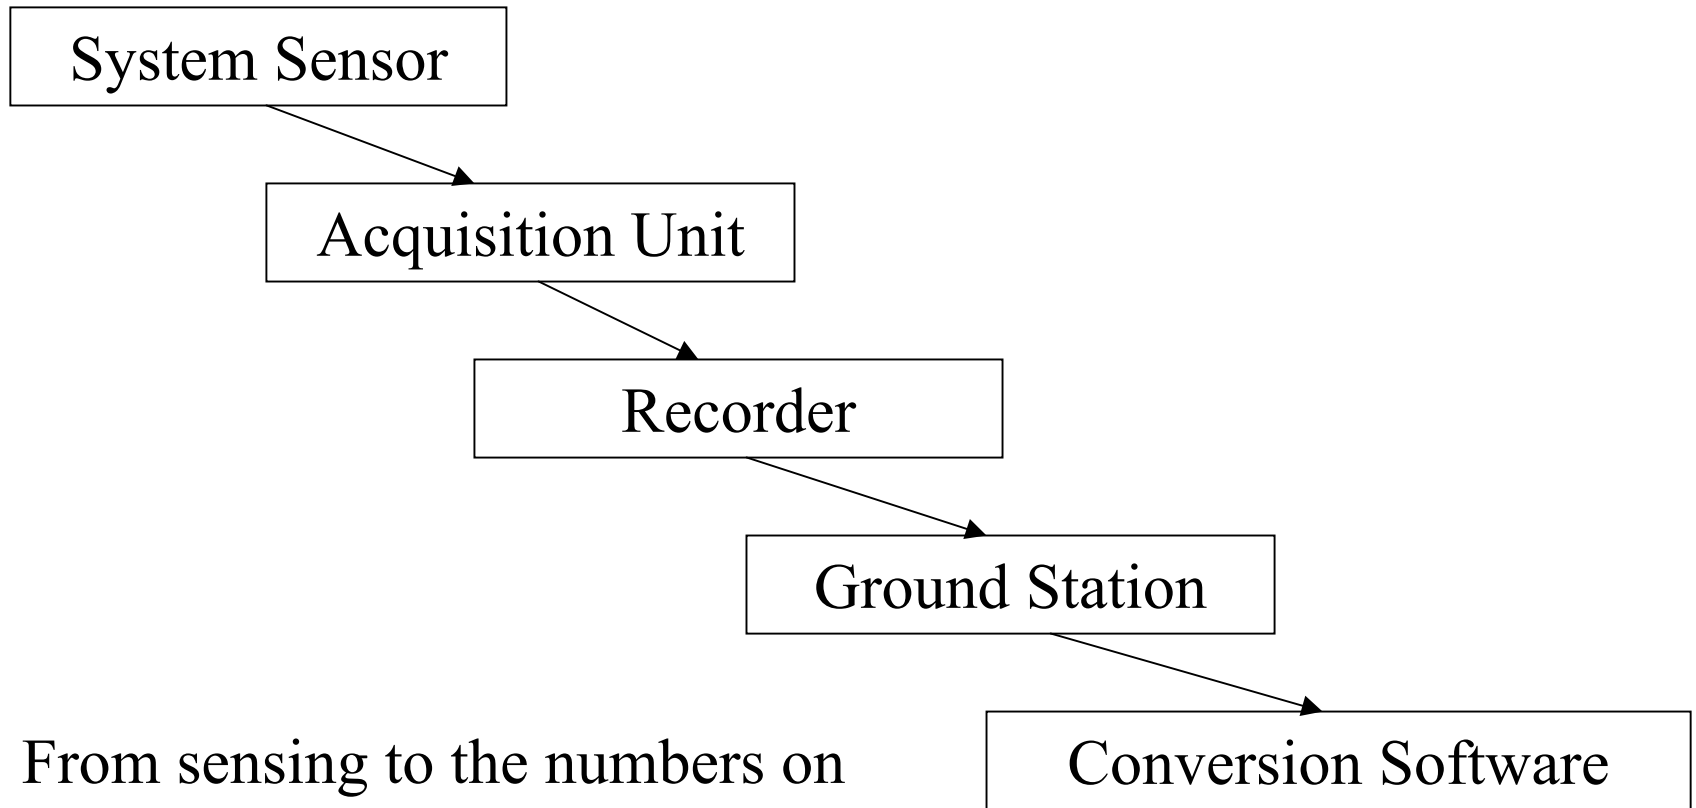 System Sensor
Acquisition Unit
Recorder
Ground Station
From sensing to the numbers on
Conversion Software